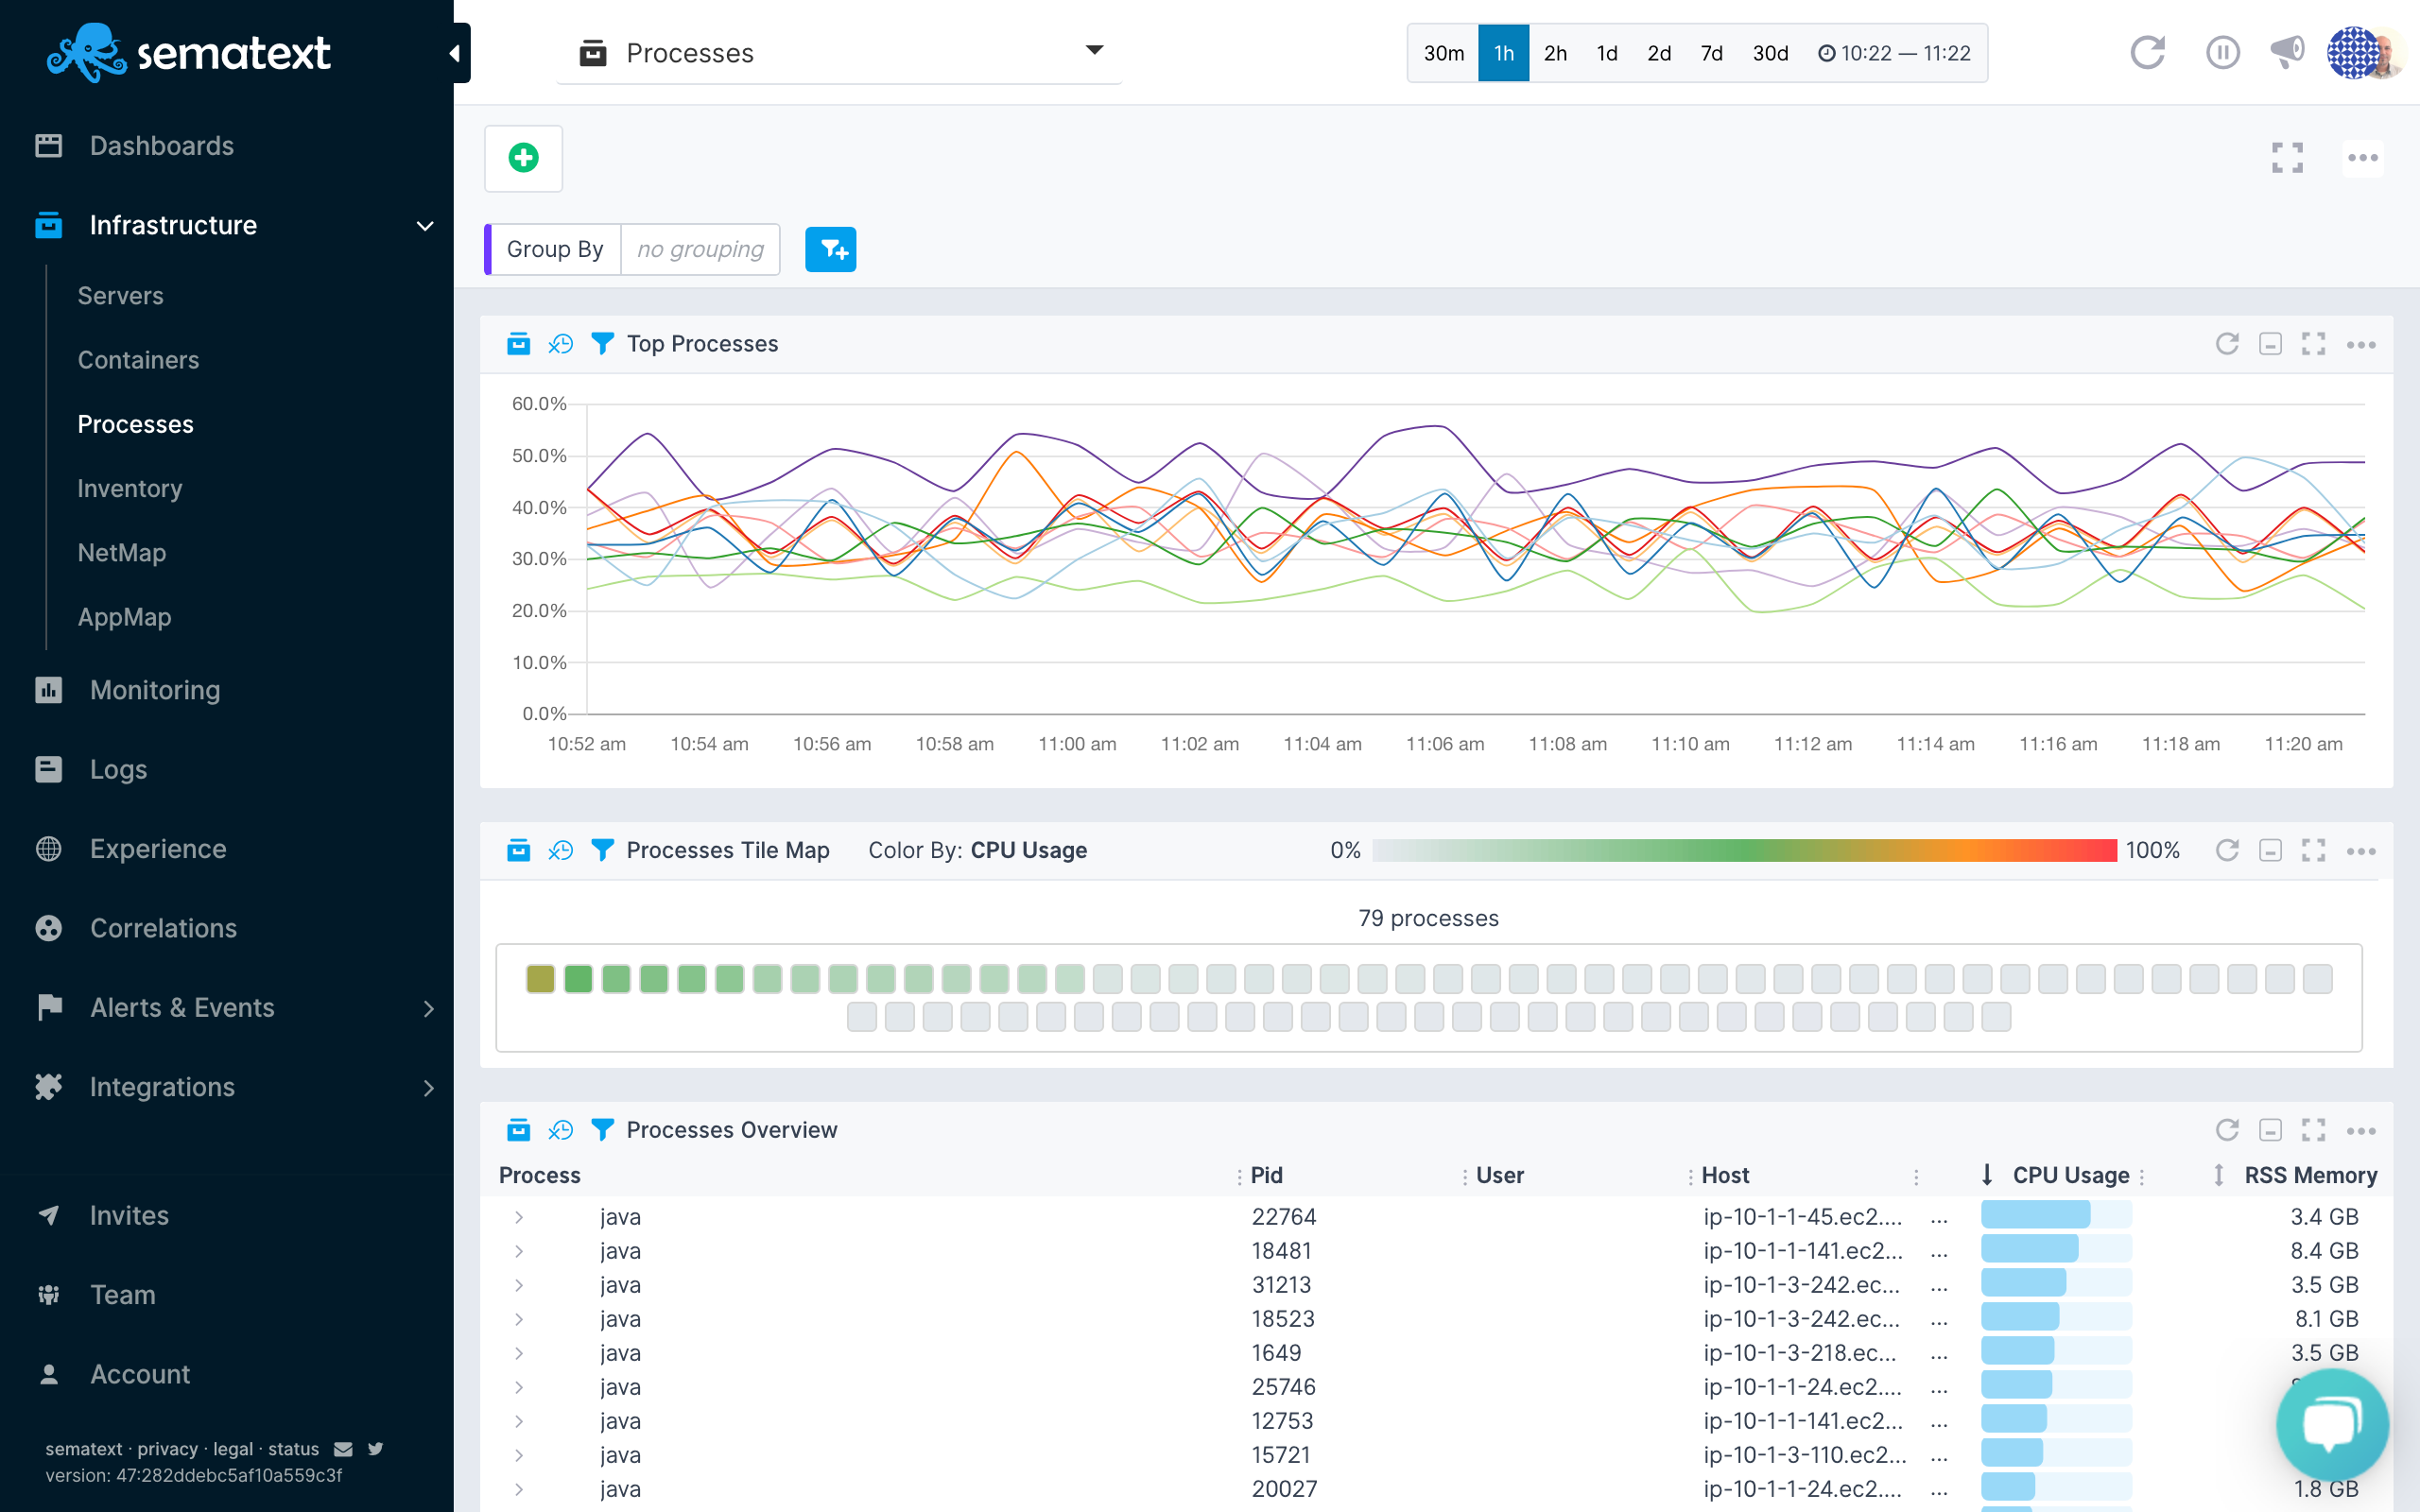 sematext
Processes
30m 1h 2h 1d 2d 7d 30d 10:22 — 11:22
Dashboards
Infrastructure
Servers
Containers
Processes
Inventory
NetMap
AppMap
Monitoring
Logs
Experience
Correlations
Alerts & Events
Integrations
Invites
Team
Account
sematext · privacy · legal · status
version: 47:282ddebc5af10a559c3f
Group By no grouping
Top Processes
60.0%
50.0%
40.0%
30.0%
20.0%
10.0%
0.0%
10:52 am 10:54 am 10:56 am 10:58 am 11:00 am 11:02 am 11:04 am 11:06 am 11:08 am 11:10 am 11:12 am 11:14 am 11:16 am 11:18 am 11:20 am
Processes Tile Map Color By: CPU Usage 0% 100%
79 processes
Processes Overview
Process Pid User Host CPU Usage RSS Memory
java 22764 ip-10-1-1-45.ec2.... ... 3.4 GB
java 18481 ip-10-1-1-141.ec2... ... 8.4 GB
java 31213 ip-10-1-3-242.ec... ... 3.5 GB
java 18523 ip-10-1-3-242.ec... ... 8.1 GB
java 1649 ip-10-1-3-218.ec... ... 3.5 GB
java 25746 ip-10-1-1-24.ec2.... ...
java 12753 ip-10-1-1-141.ec2... ...
java 15721 ip-10-1-3-110.ec2... ...
java 20027 ip-10-1-1-24.ec2.... ... 1.8 GB